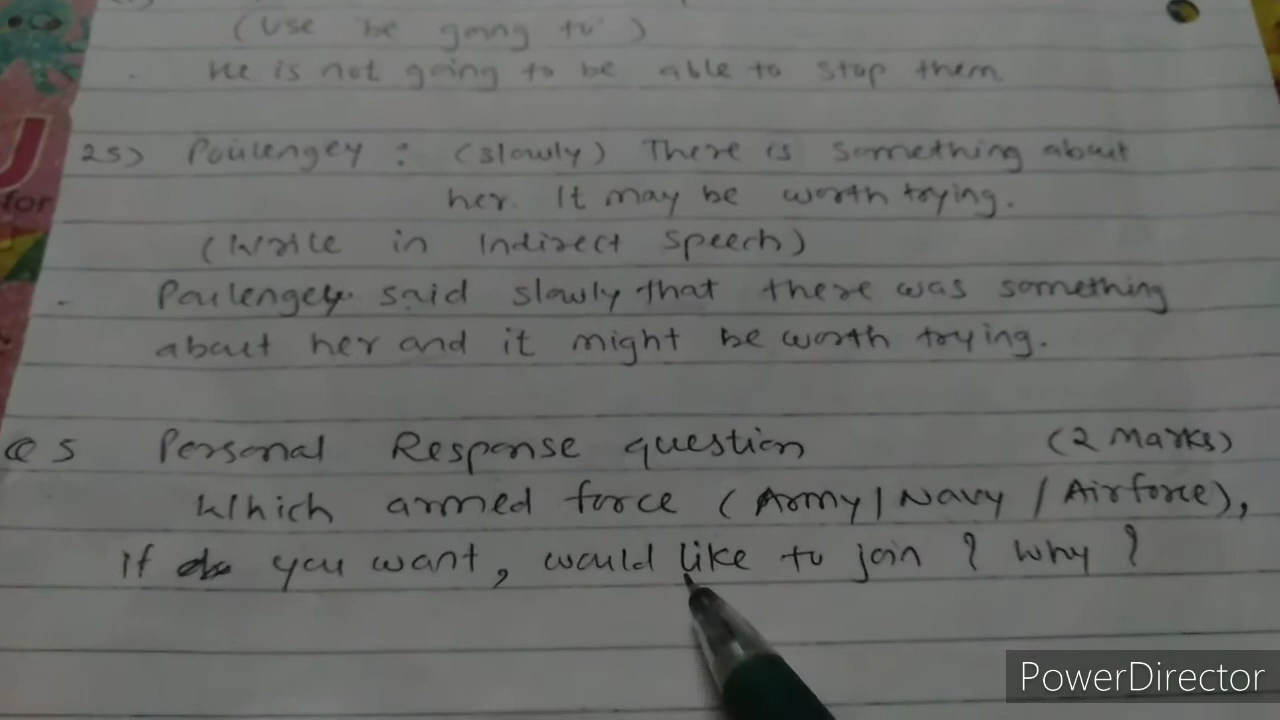 (Use 'be going to')
He is not going to be able to stop them
25) Poulengey : (slowly) There is something about
her. It may be worth trying.
(Write in Indirect speech)
- Poulengey said slowly that there was something
about her and it might be worth trying.
Q 5 Personal Response question (2 Marks)
Which armed force (Army/Navy/Airforce),
if you want, would like to join ? Why ?
U
for
PowerDirector